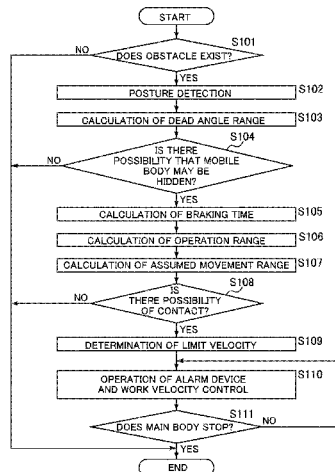 START
S101
NO
DOES OBSTACLE EXIST?
YES
S102
POSTURE DETECTION
S103
CALCULATION OF DEAD ANGLE RANGE
S104
IS THERE
POSSIBILITY THAT MOBILE
BODY MAY BE
HIDDEN?
NO
YES
S105
CALCULATION OF BRAKING TIME
S106
CALCULATION OF OPERATION RANGE
S107
CALCULATION OF ASSUMED MOVEMENT RANGE
S108
IS
THERE POSSIBILITY
OF CONTACT?
NO
YES
S109
DETERMINATION OF LIMIT VELOCITY
S110
OPERATION OF ALARM DEVICE
AND WORK VELOCITY CONTROL
S111
DOES MAIN BODY STOP?
NO
YES
END